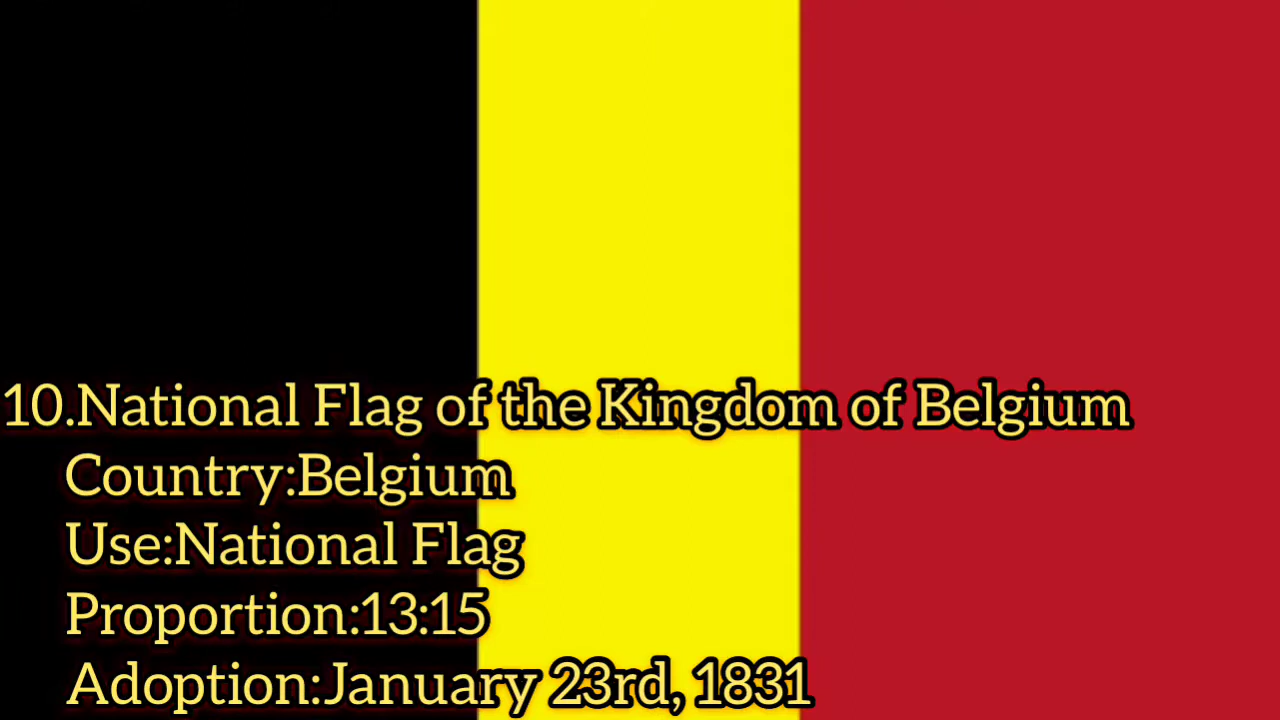 10.National Flag of the Kingdom of Belgium
Country:Belgium
Use:National Flag
Proportion:13:15
Adoption:January 23rd, 1831